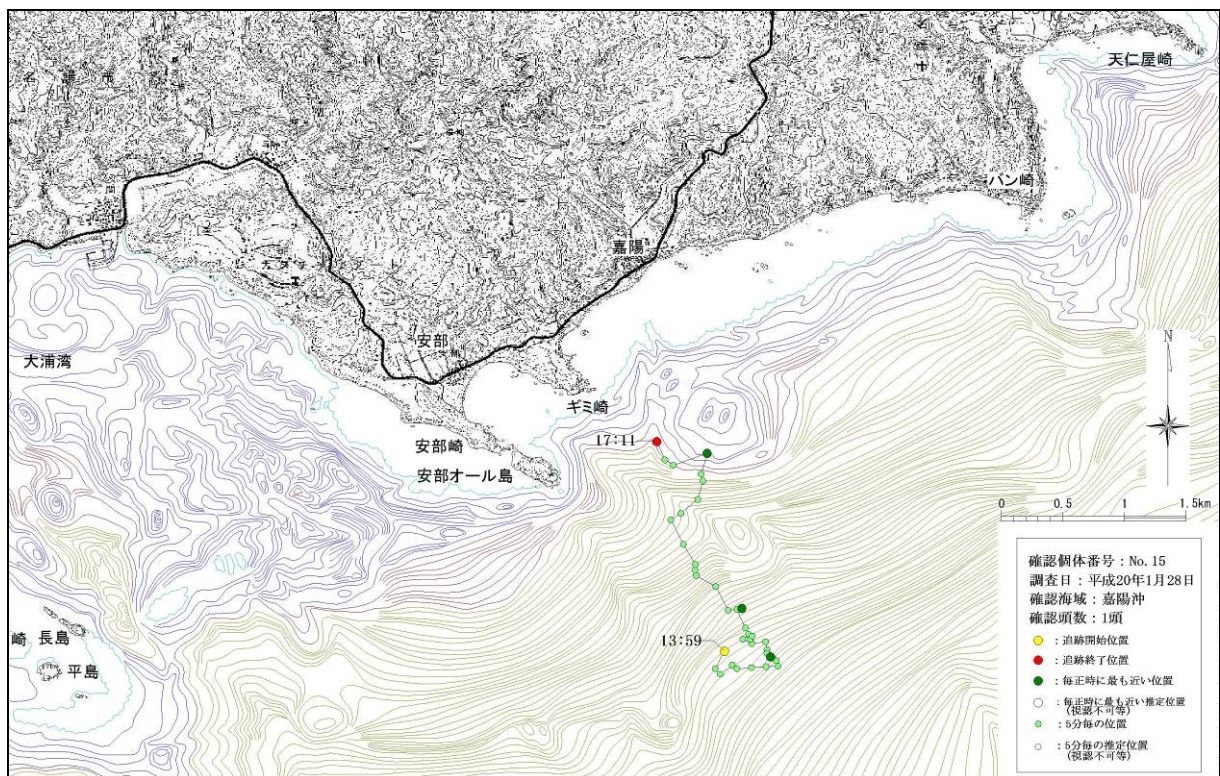 天仁屋崎
バン崎
嘉陽
安部
大浦湾
ギミ崎
安部崎
安部オール島
17:11
13:59
長島
崎
平島
N
0 0.5 1 1.5km
確認個体番号：No.15
調査日：平成20年1月28日
確認海域：嘉陽沖
確認頭数：1頭
：追跡開始位置
：追跡終了位置
：毎正時に最も近い位置
：毎正時に最も近い推定位置
(視認不可等)
：5分毎の位置
：5分毎の推定位置
(視認不可等)